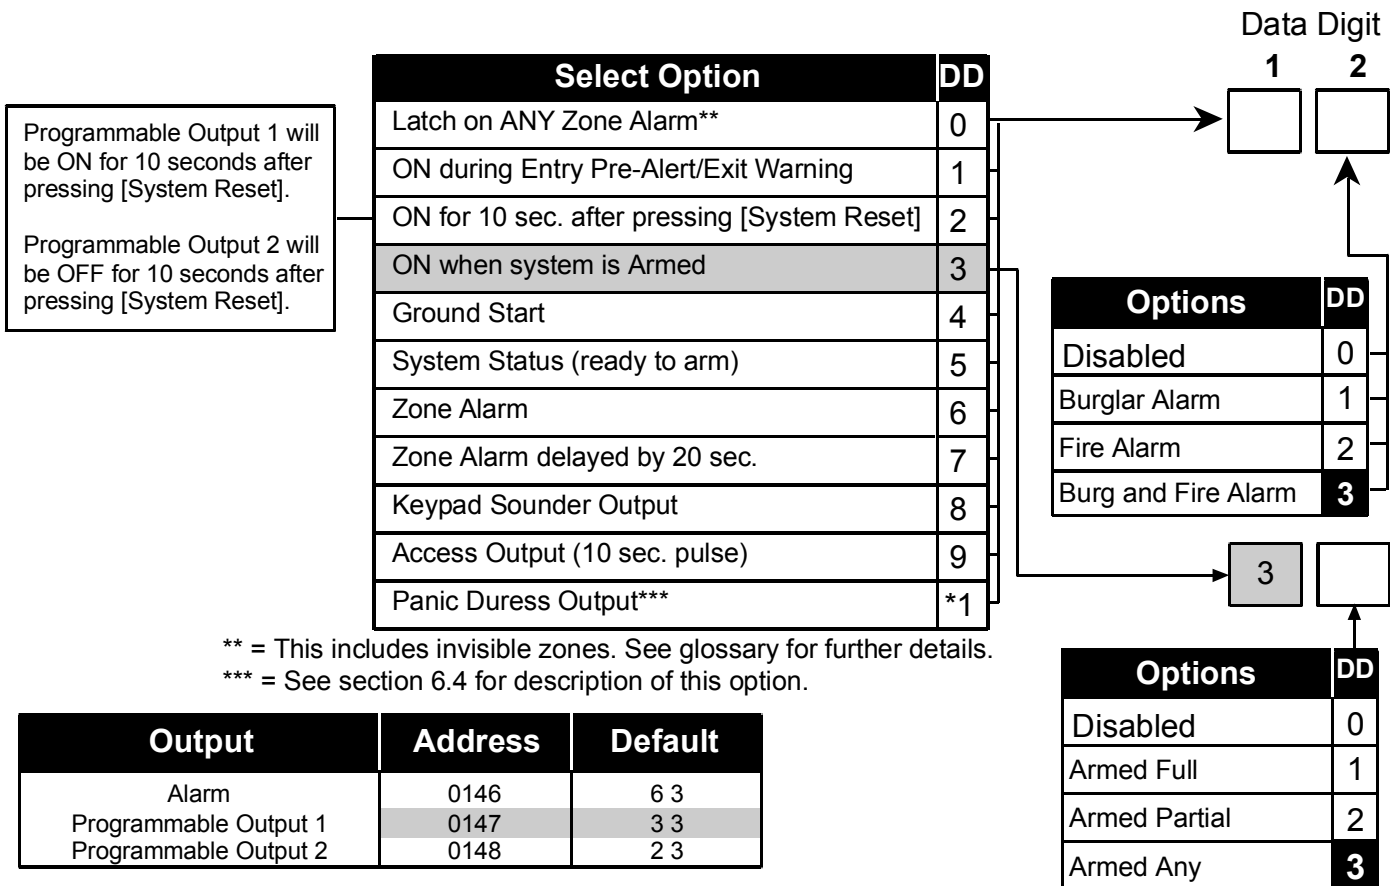 Data Digit
1 2
Select Option DD
Latch on ANY Zone Alarm** 0
ON during Entry Pre-Alert/Exit Warning 1
ON for 10 sec. after pressing [System Reset] 2
ON when system is Armed 3
Ground Start 4
System Status (ready to arm) 5
Zone Alarm 6
Zone Alarm delayed by 20 sec. 7
Keypad Sounder Output 8
Access Output (10 sec. pulse) 9
Panic Duress Output*** *1
Programmable Output 1 will
be ON for 10 seconds after
pressing [System Reset].
Programmable Output 2 will
be OFF for 10 seconds after
pressing [System Reset].
Options DD
Disabled 0
Burglar Alarm 1
Fire Alarm 2
Burg and Fire Alarm 3
3
** = This includes invisible zones. See glossary for further details.
*** = See section 6.4 for description of this option.
Options DD
Disabled 0
Armed Full 1
Armed Partial 2
Armed Any 3
Output Address Default
Alarm 0146 6 3
Programmable Output 1 0147 3 3
Programmable Output 2 0148 2 3